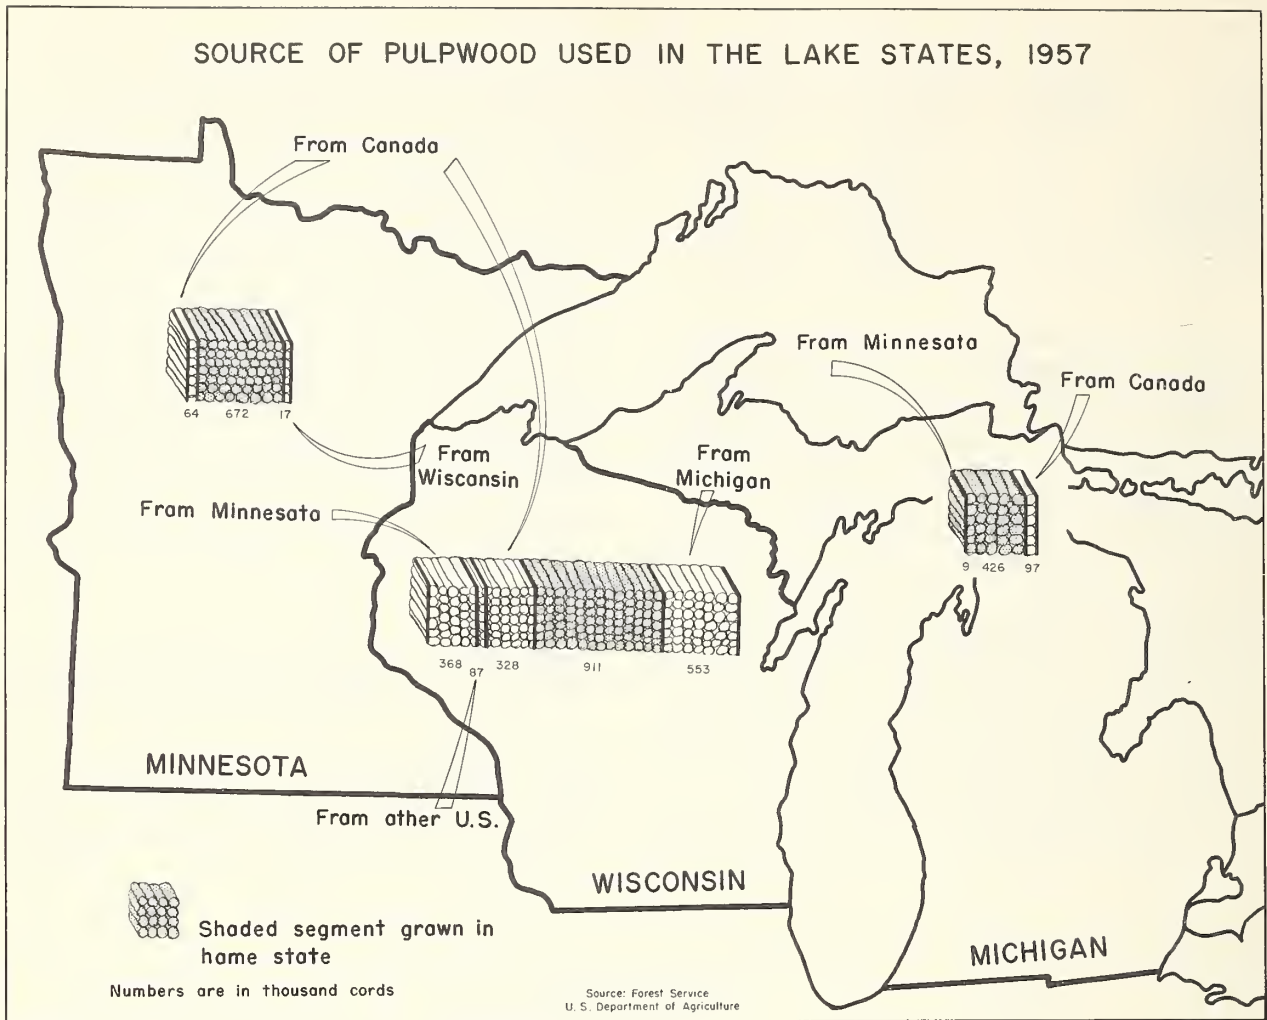 SOURCE OF PULPWOOD USED IN THE LAKE STATES, 1957
From Canada
From Minnesota
From Canada
64 672 17
From
Wisconsin
From
Michigan
From Minnesota
9 426 97
368 87 328 911 553
MINNESOTA
From other U.S.
WISCONSIN
Shaded segment grown in
home state
MICHIGAN
Numbers are in thousand cords
Source: Forest Service
U. S. Department of Agriculture